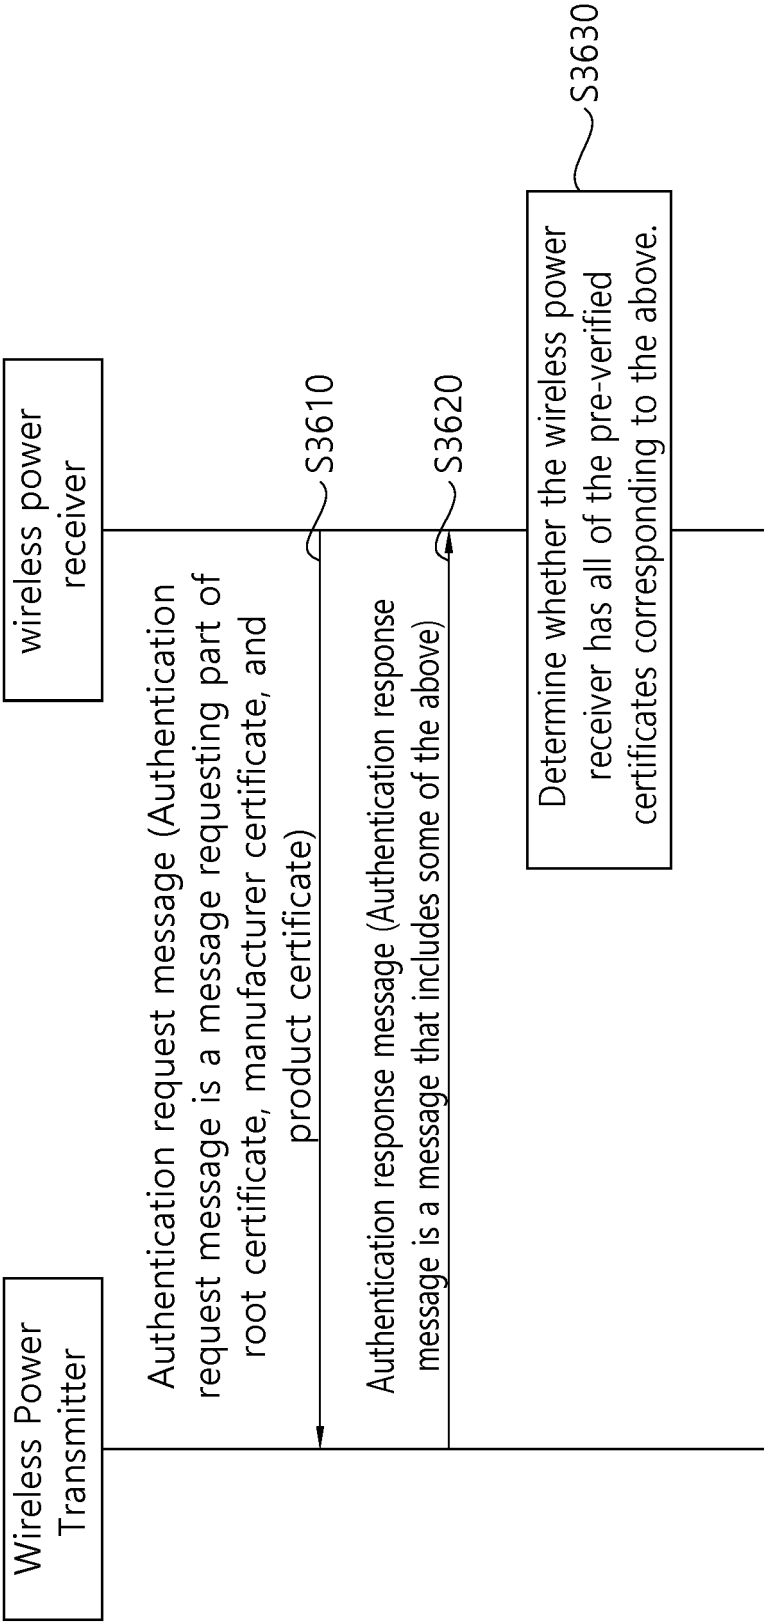 Wireless Power
Transmitter
wireless power
receiver
Authentication request message (Authentication
request message is a message requesting part of
root certificate, manufacturer certificate, and
product certificate)
S3610
Authentication response message (Authentication response
message is a message that includes some of the above)
S3620
Determine whether the wireless power
receiver has all of the pre-verified
certificates corresponding to the above.
S3630